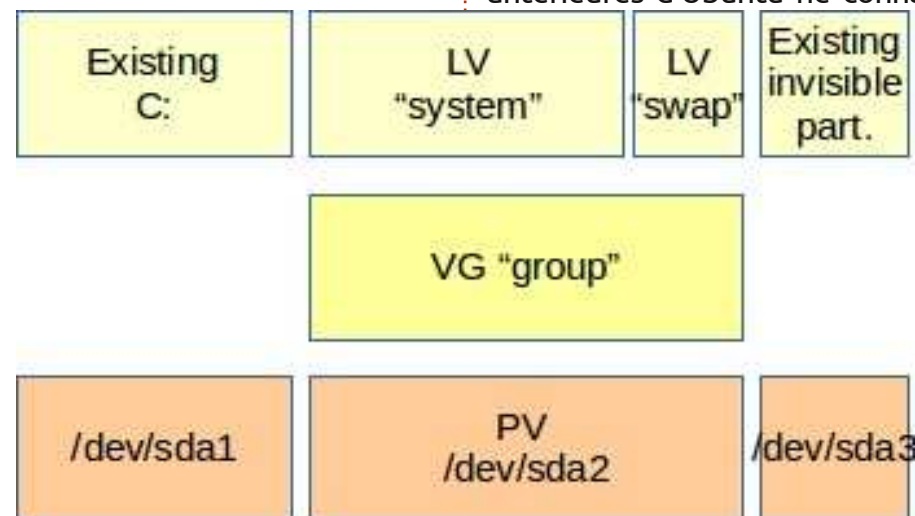 Existing
C:
LV
“system”
LV
“swap”
Existing
invisible
part.
VG “group”
/dev/sda1
PV
/dev/sda2
/dev/sda3